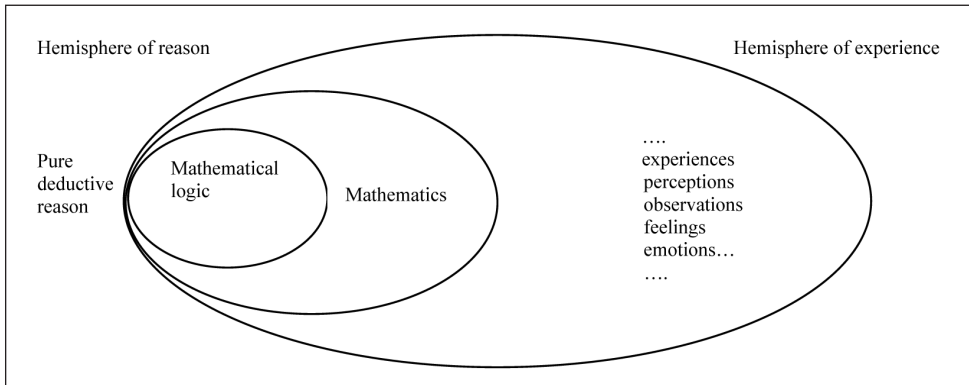 Hemisphere of reason
Hemisphere of experience
Pure
deductive
reason
Mathematical
logic
Mathematics
....
experiences
perceptions
observations
feelings
emotions...
....